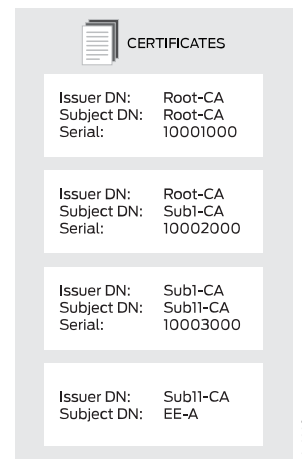 CERTIFICATES
Issuer DN: Root-CA
Subject DN: Root-CA
Serial: 10001000
Issuer DN: Root-CA
Subject DN: Sub1-CA
Serial: 10002000
Issuer DN: Sub1-CA
Subject DN: Sub11-CA
Serial: 10003000
Issuer DN: Sub11-CA
Subject DN: EE-A